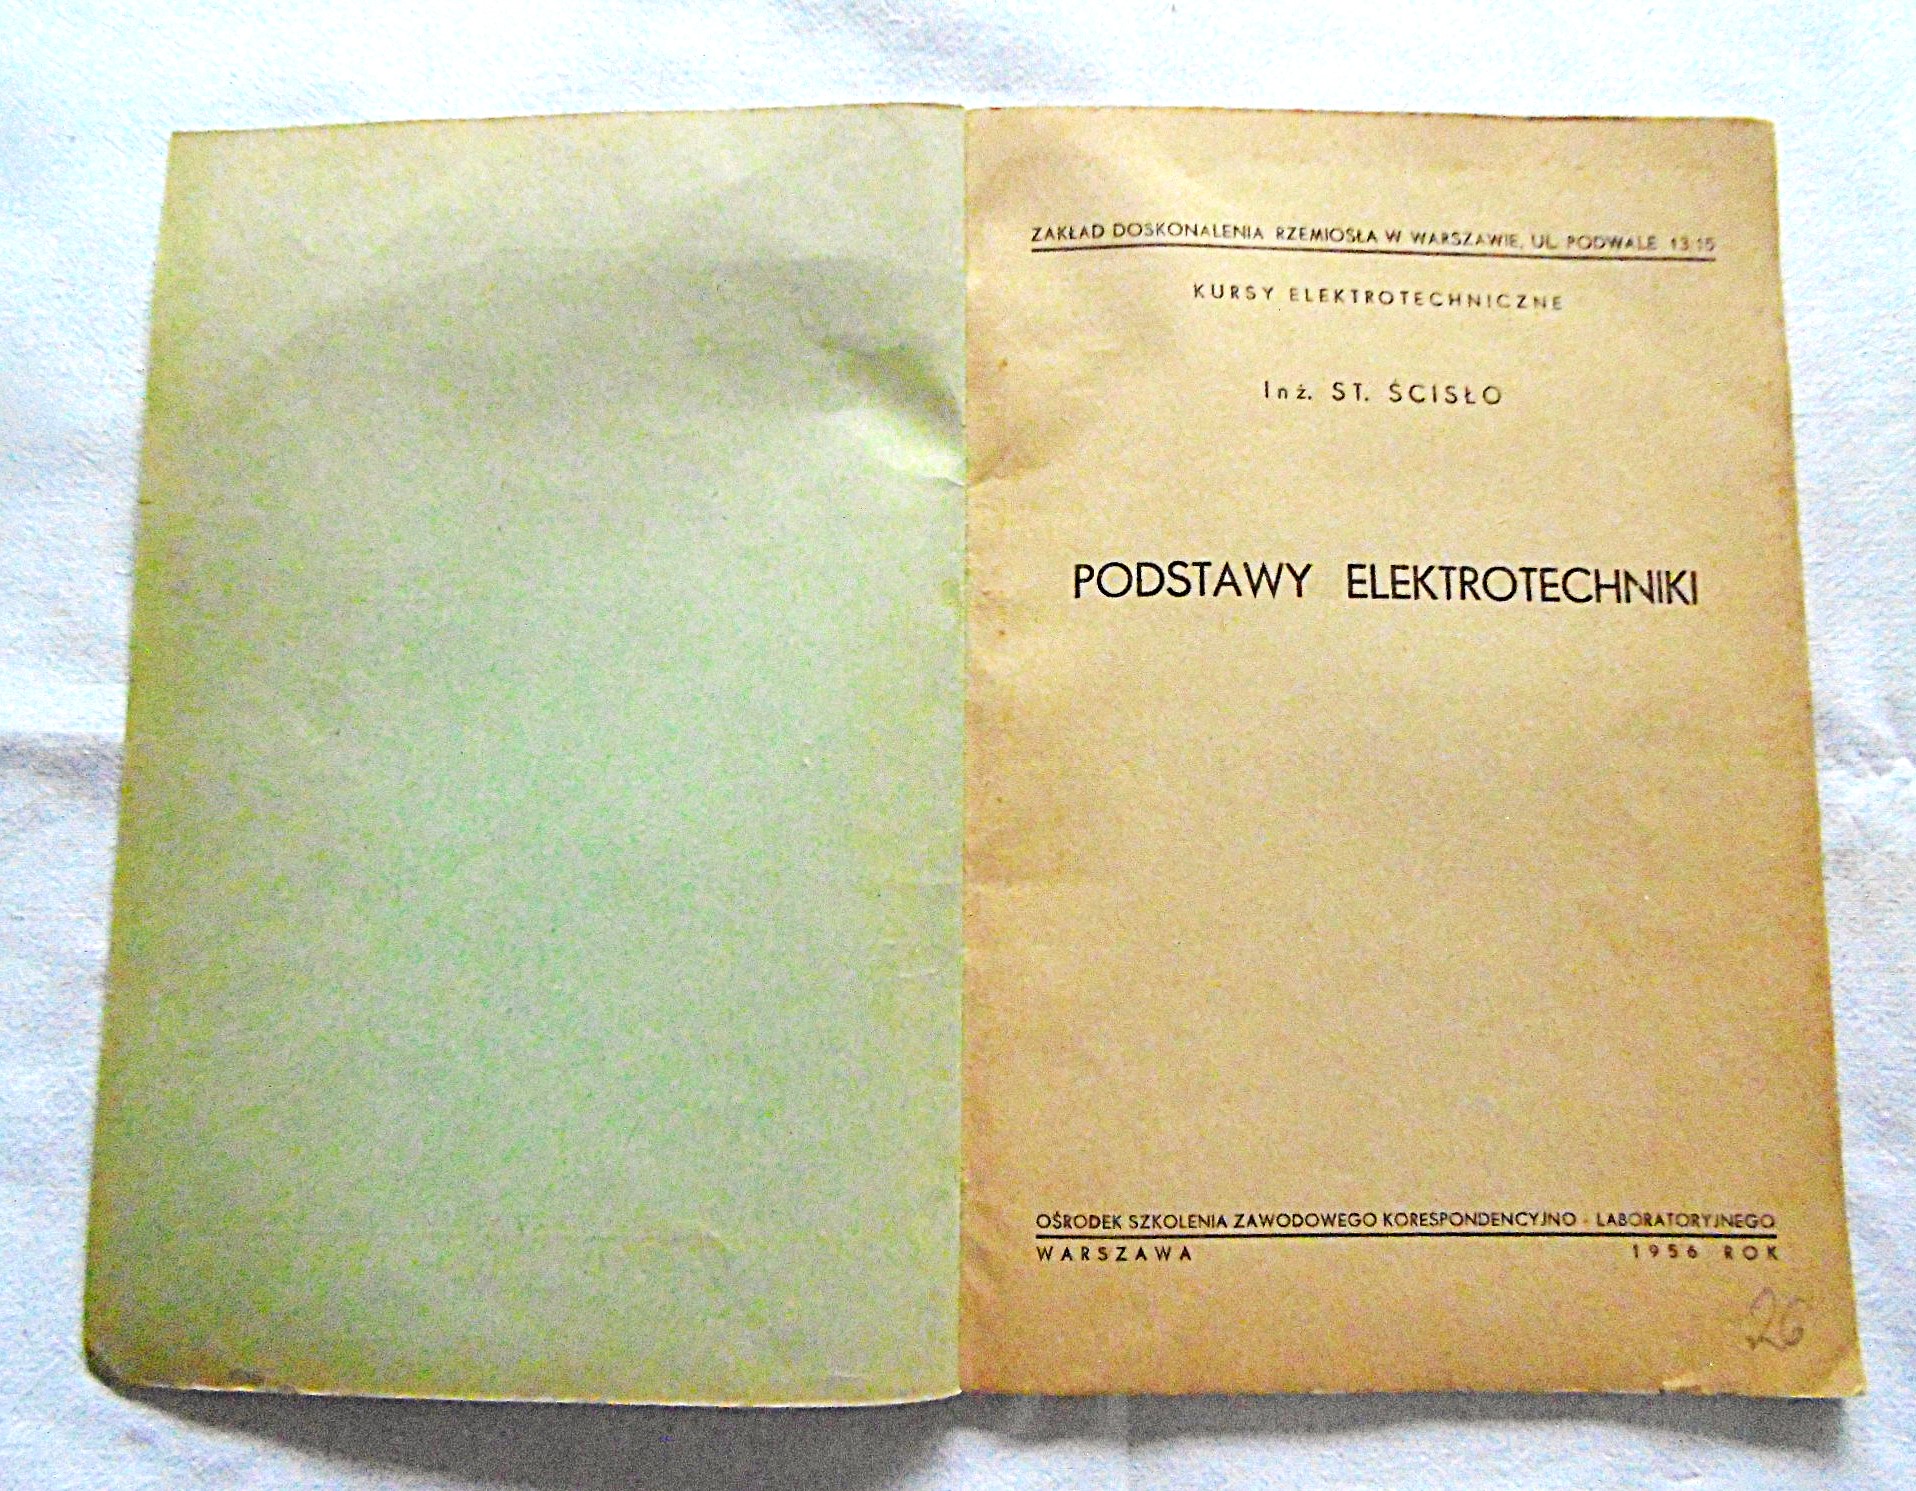 ZAKŁAD DOSKONALENIA RZEMIOSŁA W WARSZAWIE, UL. PODWALE 13 15
KURSY ELEKTROTECHNICZNE
Inż. ST. ŚCISŁO
PODSTAWY ELEKTROTECHNIKI
OŚRODEK SZKOLENIA ZAWODOWEGO KORESPONDENCYJNO - LABORATORYJNEGO
WARSZAWA 1956 ROK
26